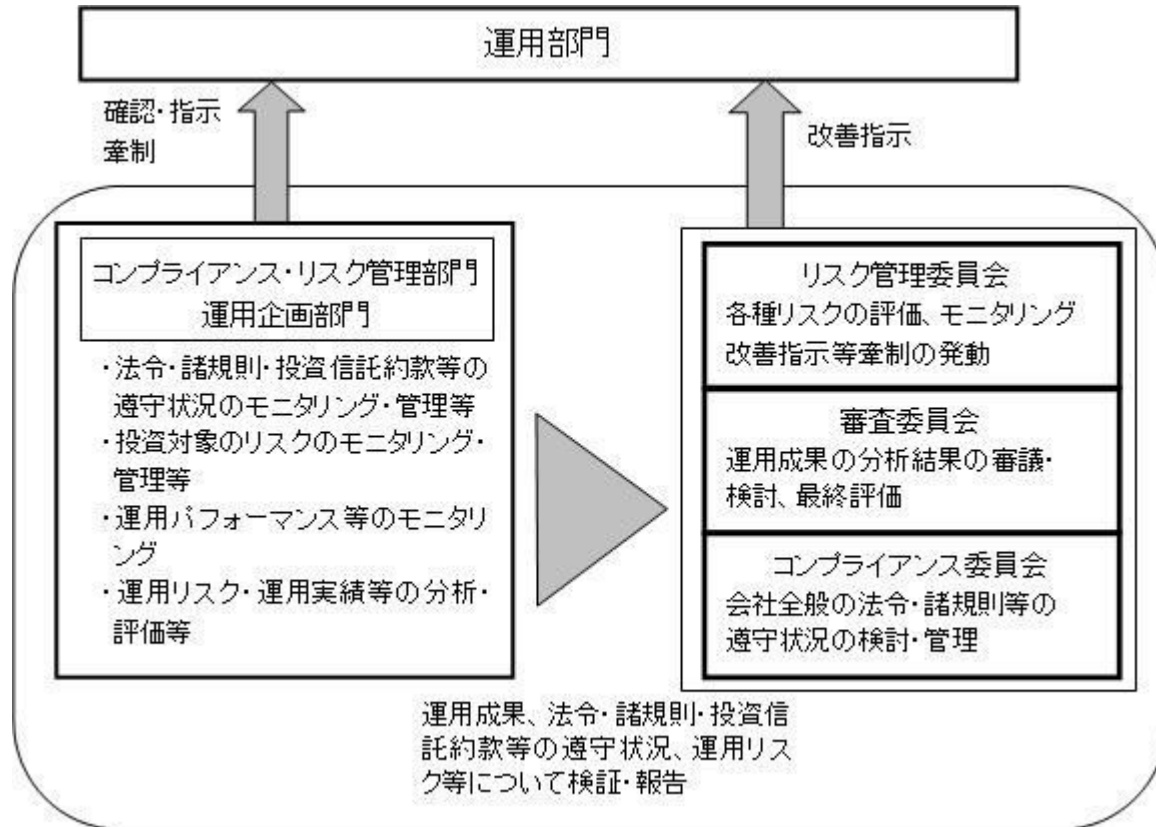 運用部門
確認・指示
牽制
改善指示
コンプライアンス・リスク管理部門
運用企画部門
・法令・諸規則・投資信託約款等の
遵守状況のモニタリング・管理等
・投資対象のリスクのモニタリング・
管理等
・運用パフォーマンス等のモニタリ
ング
・運用リスク・運用実績等の分析・
評価等
リスク管理委員会
各種リスクの評価、モニタリング
改善指示等牽制の発動
審査委員会
運用成果の分析結果の審議・
検討、最終評価
コンプライアンス委員会
会社全般の法令・諸規則等の
遵守状況の検討・管理
運用成果、法令・諸規則・投資信
託約款等の遵守状況、運用リス
ク等について検証・報告